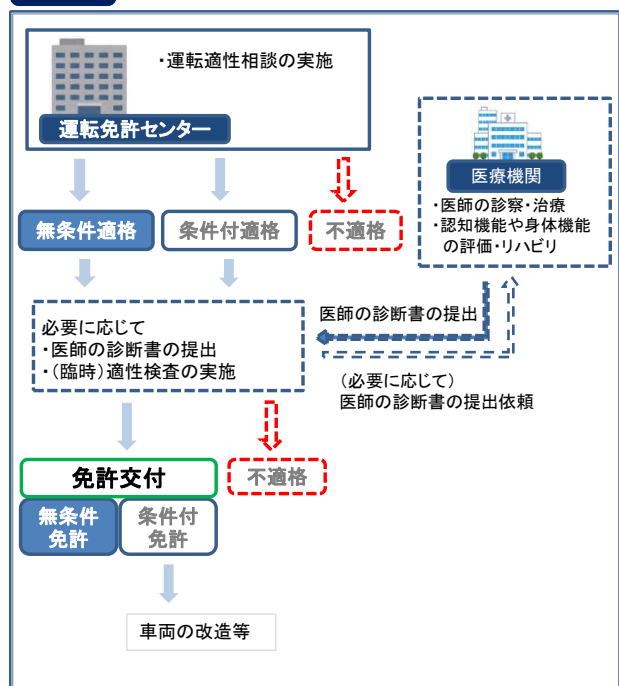 ・運転適性相談の実施
運転免許センター
医療機関
・医師の診察・治療
・認知機能や身体機能
の評価・リハビリ
無条件適格
条件付適格
不適格
医師の診断書の提出
必要に応じて
・医師の診断書の提出
・（臨時）適性検査の実施
（必要に応じて）
医師の診断書の提出依頼
免許交付
不適格
無条件
免許
条件付
免許
車両の改造等